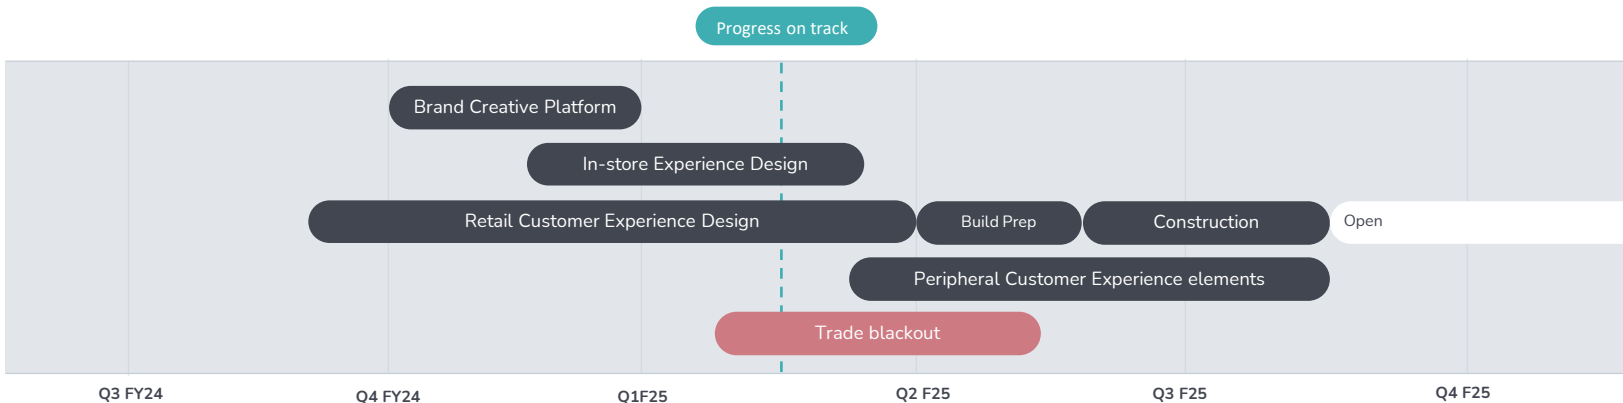 Progress on track
Brand Creative Platform
In-store Experience Design
Retail Customer Experience Design
Build Prep
Construction
Open
Peripheral Customer Experience elements
Trade blackout
Q3 FY24
Q4 FY24
Q1F25
Q2 F25
Q3 F25
Q4 F25